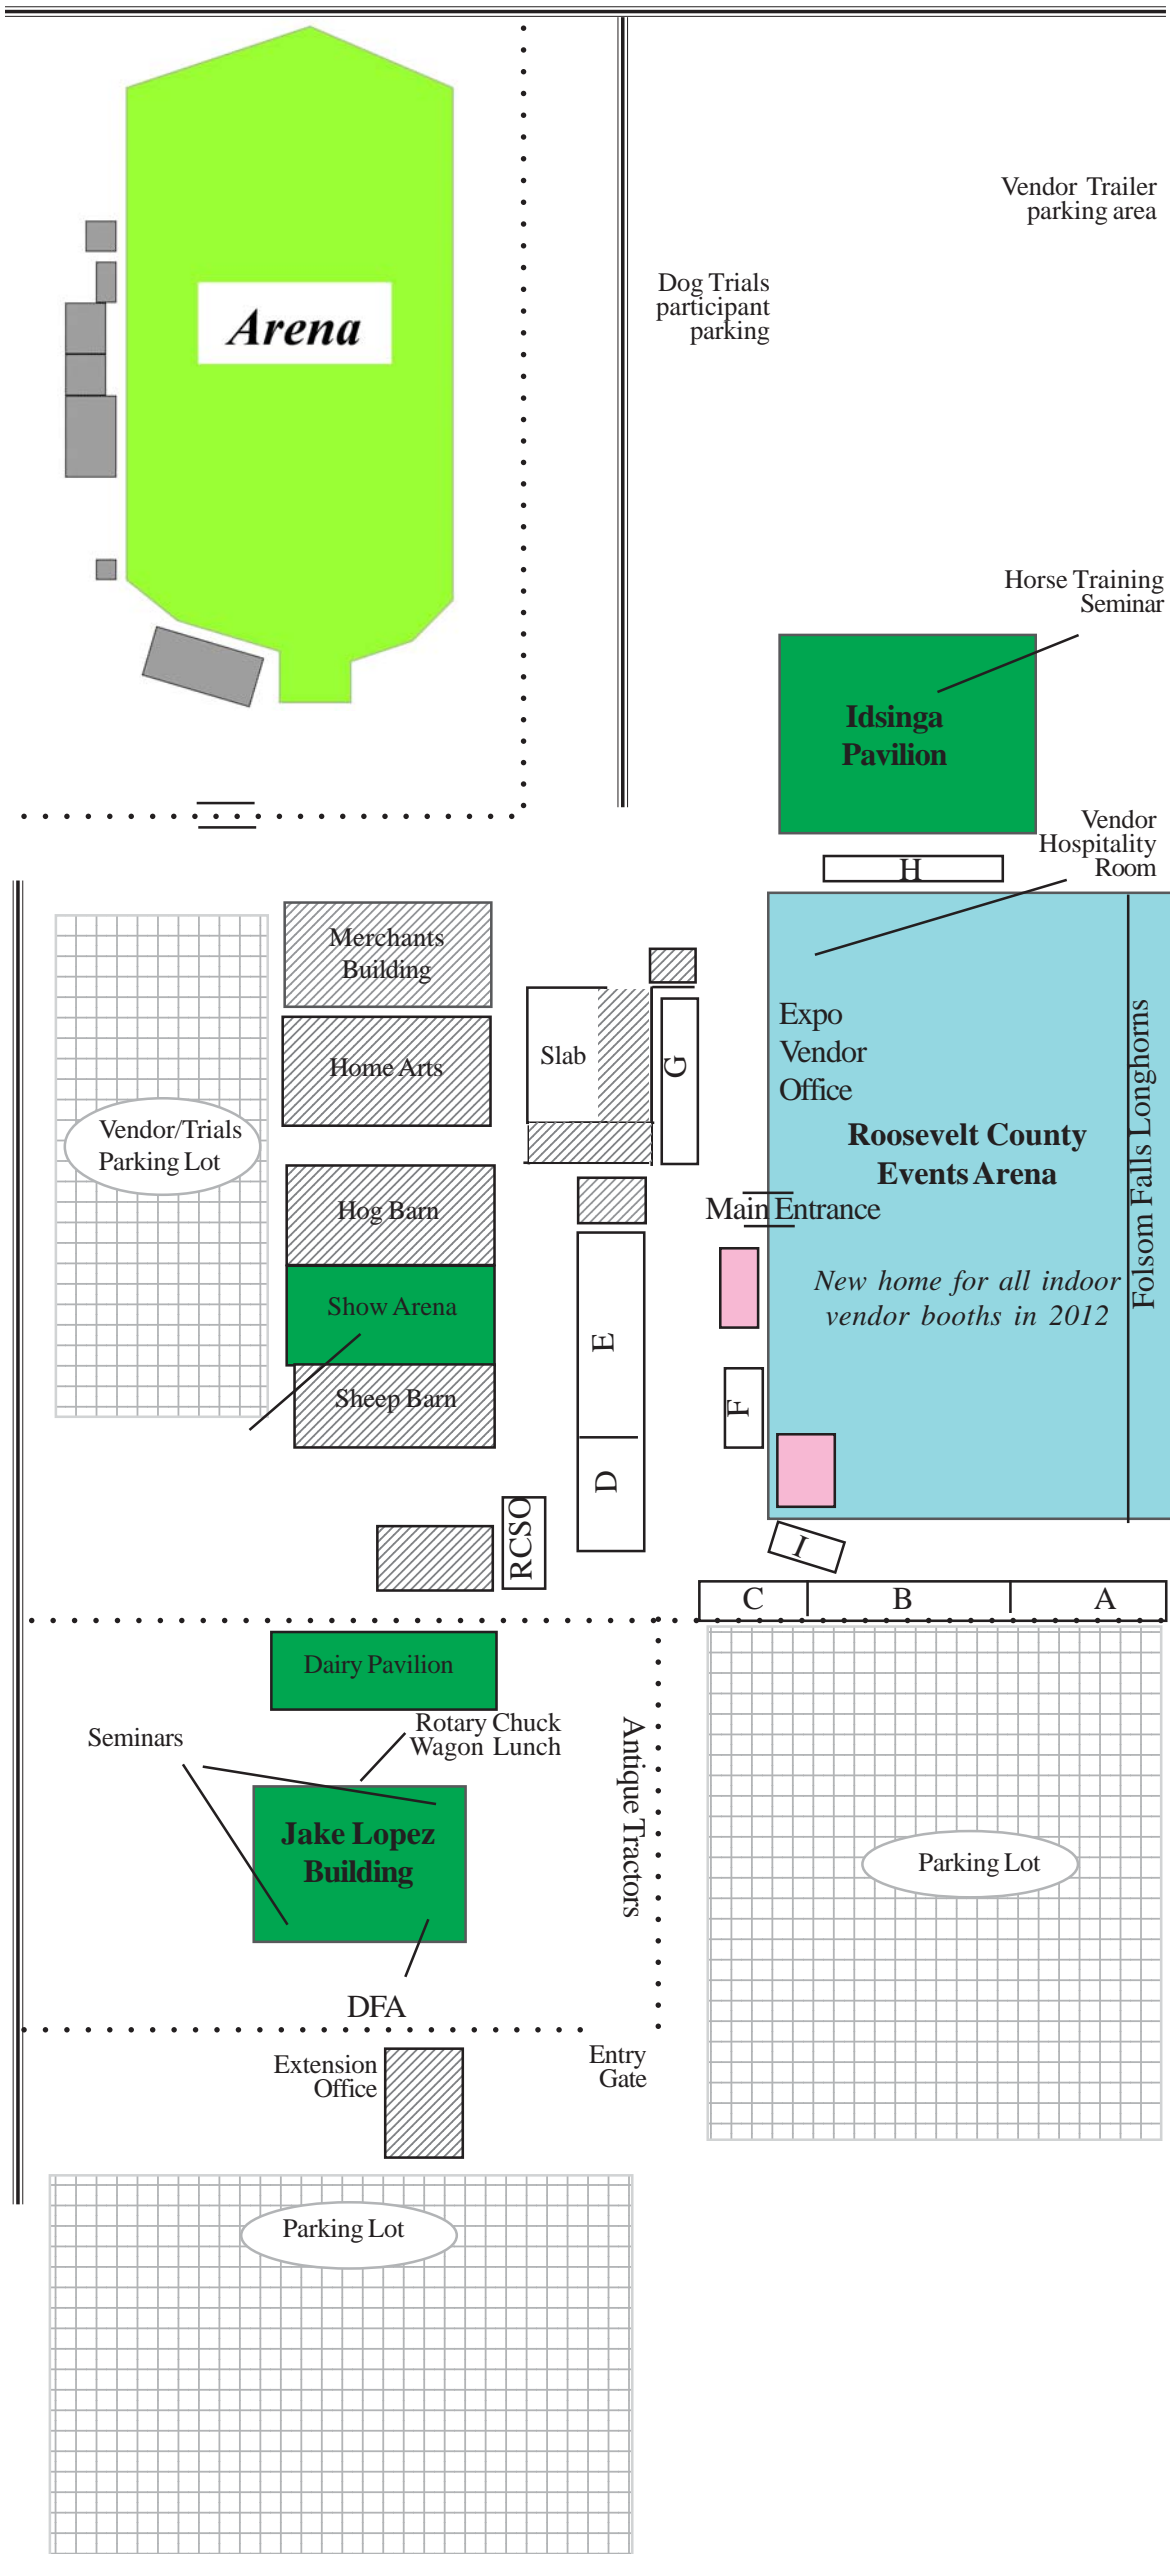 Vendor Trailer
parking area
Dog Trials
participant
parking
Arena
Horse Training
Seminar
Idsinga
Pavilion
Vendor
Hospitality
Room
H
Merchants
Building
Expo
Vendor
Office
Slab
G
Home Arts
Folsom Falls Longhorns
Vendor/Trials
Parking Lot
Roosevelt County
Events Arena
Hog Barn
Main Entrance
Show Arena
New home for all indoor
vendor booths in 2012
E
Sheep Barn
F
D
RCSO
I
C
B
A
Dairy Pavilion
Rotary Chuck
Wagon Lunch
Seminars
Antique Tractors
Jake Lopez
Building
Parking Lot
DFA
Extension
Office
Entry
Gate
Parking Lot